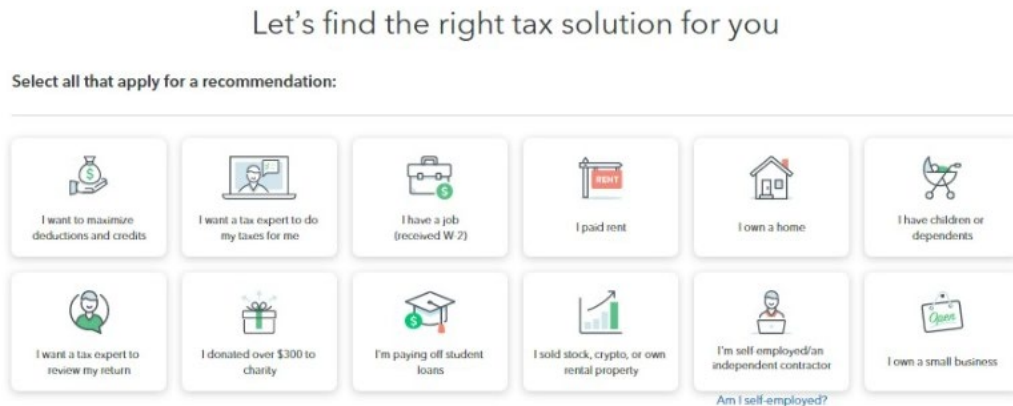 Let's find the right tax solution for you
Select all that apply for a recommendation:
I want to maximize
deductions and credits
I want a tax expert to do
my taxes for me
I have a job
(received W-2)
RENT
I paid rent
I own a home
I have children or
dependents
I want a tax expert to
review my return
I donated over $300 to
charity
I'm paying off student
loans
I sold stock, crypto, or own
rental property
I'm self-employed/an
independent contractor
Am I self-employed?
Open
I own a small business